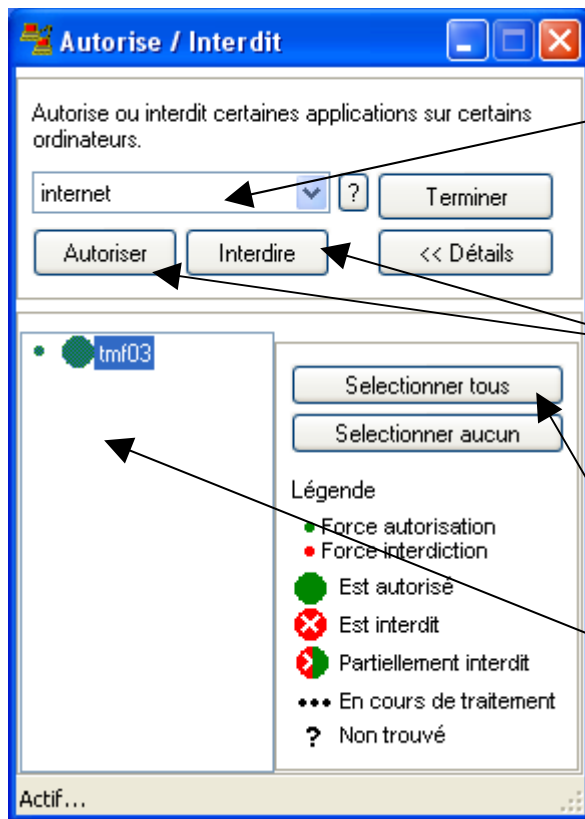 Autorise / Interdit
Autorise ou interdit certaines applications sur certains
ordinateurs.
internet ? Terminer
Autoriser Interdire << Détails
tmf03
Selectionner tous
Selectionner aucun
Légende
Force autorisation
Force interdiction
Est autorisé
Est interdit
Partiellement interdit
••• En cours de traitement
? Non trouvé
Actif...